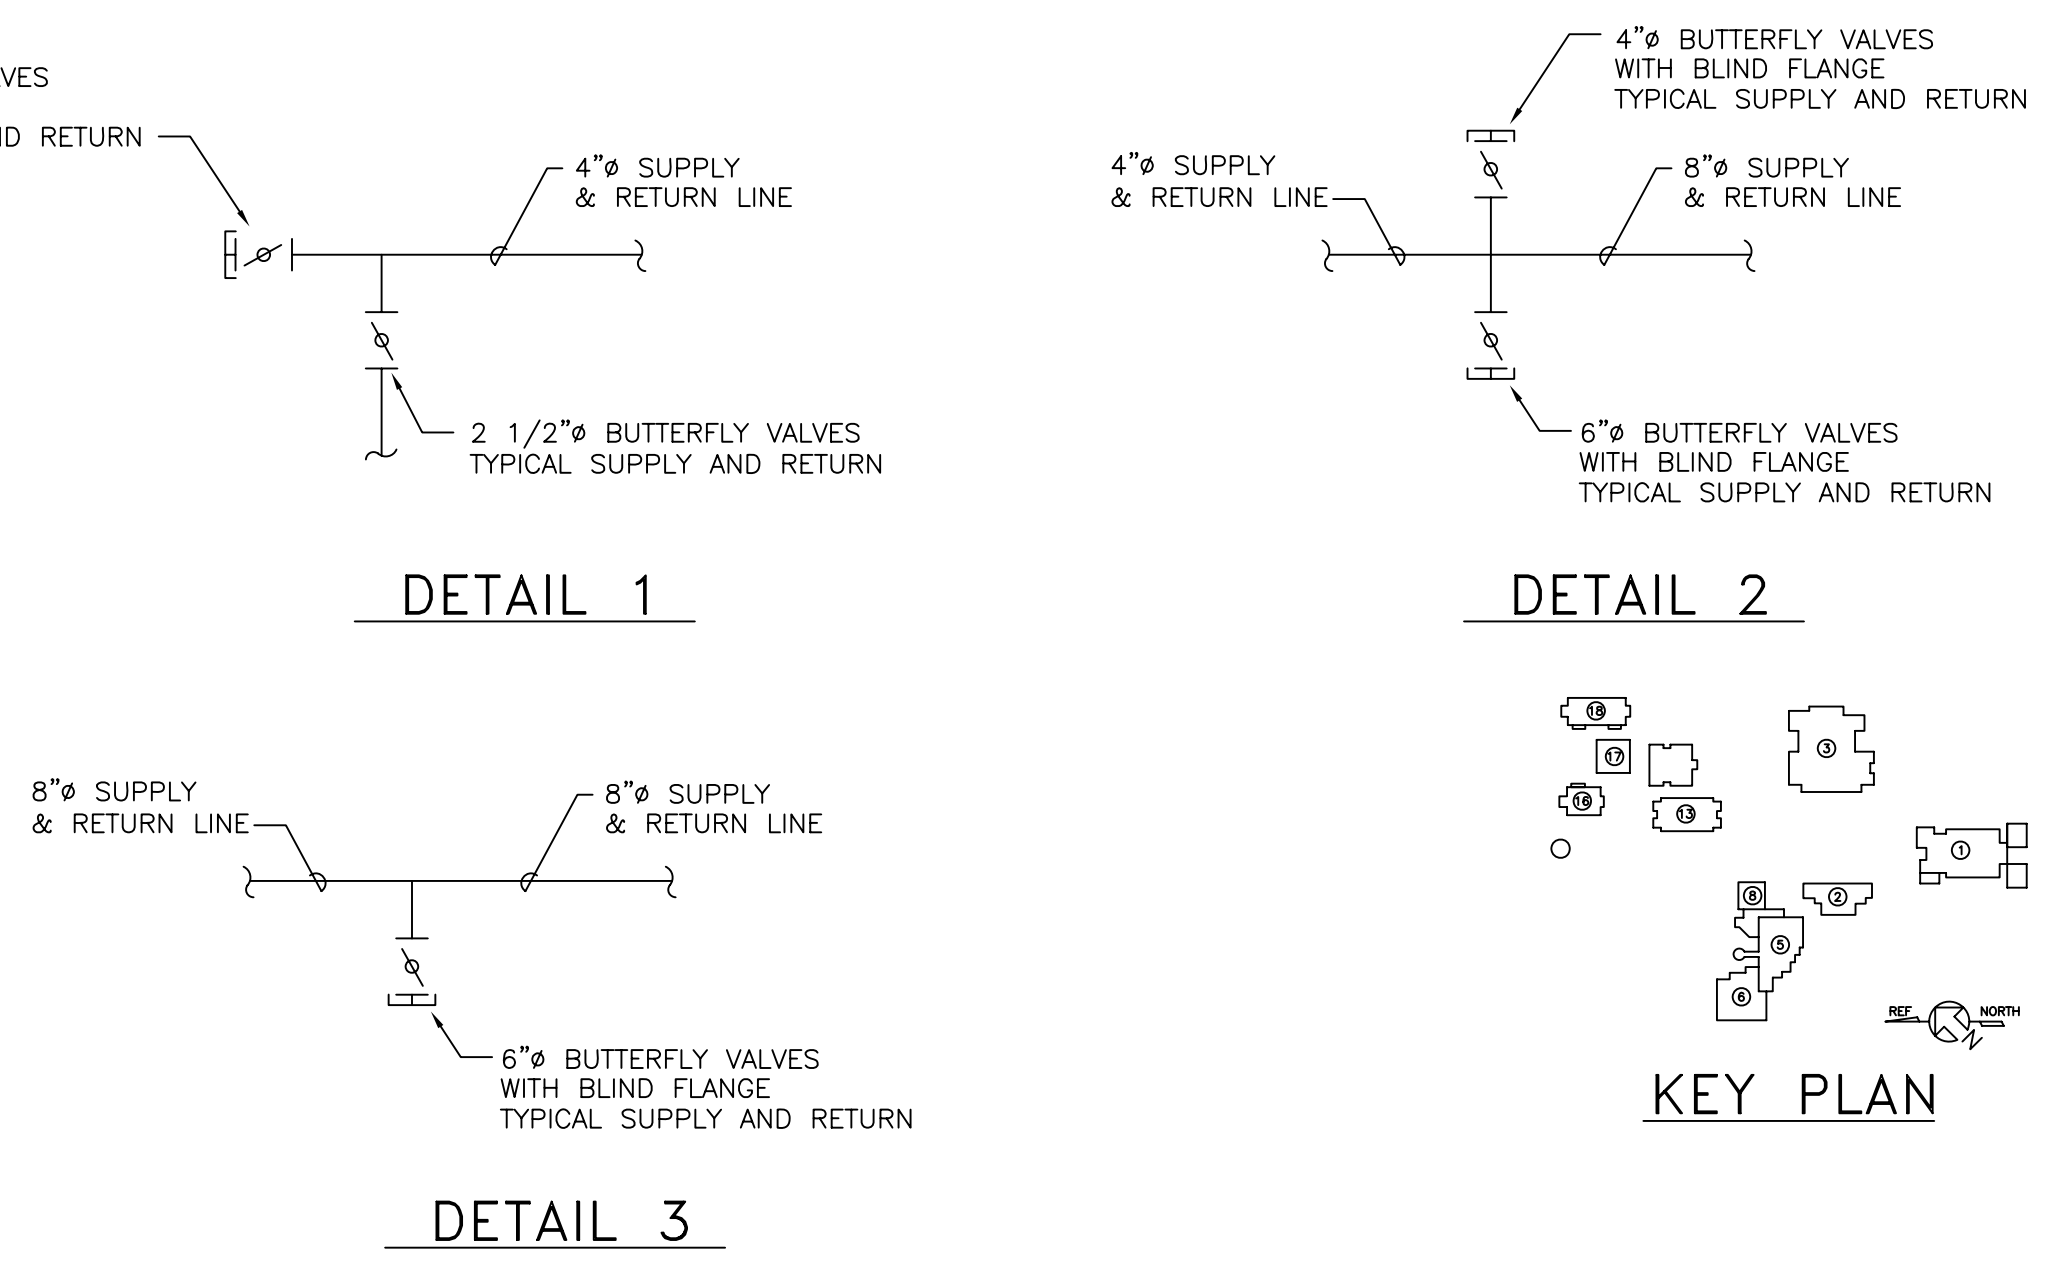 VALVES
RETURN
4"ø SUPPLY
& RETURN LINE
2 1/2"ø BUTTERFLY VALVES
TYPICAL SUPPLY AND RETURN
DETAIL 1
4"ø BUTTERFLY VALVES
WITH BLIND FLANGE
TYPICAL SUPPLY AND RETURN
4"ø SUPPLY
& RETURN LINE
8"ø SUPPLY
& RETURN LINE
6"ø BUTTERFLY VALVES
WITH BLIND FLANGE
TYPICAL SUPPLY AND RETURN
DETAIL 2
8"ø SUPPLY
& RETURN LINE
8"ø SUPPLY
& RETURN LINE
6"ø BUTTERFLY VALVES
WITH BLIND FLANGE
TYPICAL SUPPLY AND RETURN
DETAIL 3
18
17
3
16
13
1
8
2
5
6
REF NORTH
N
KEY PLAN